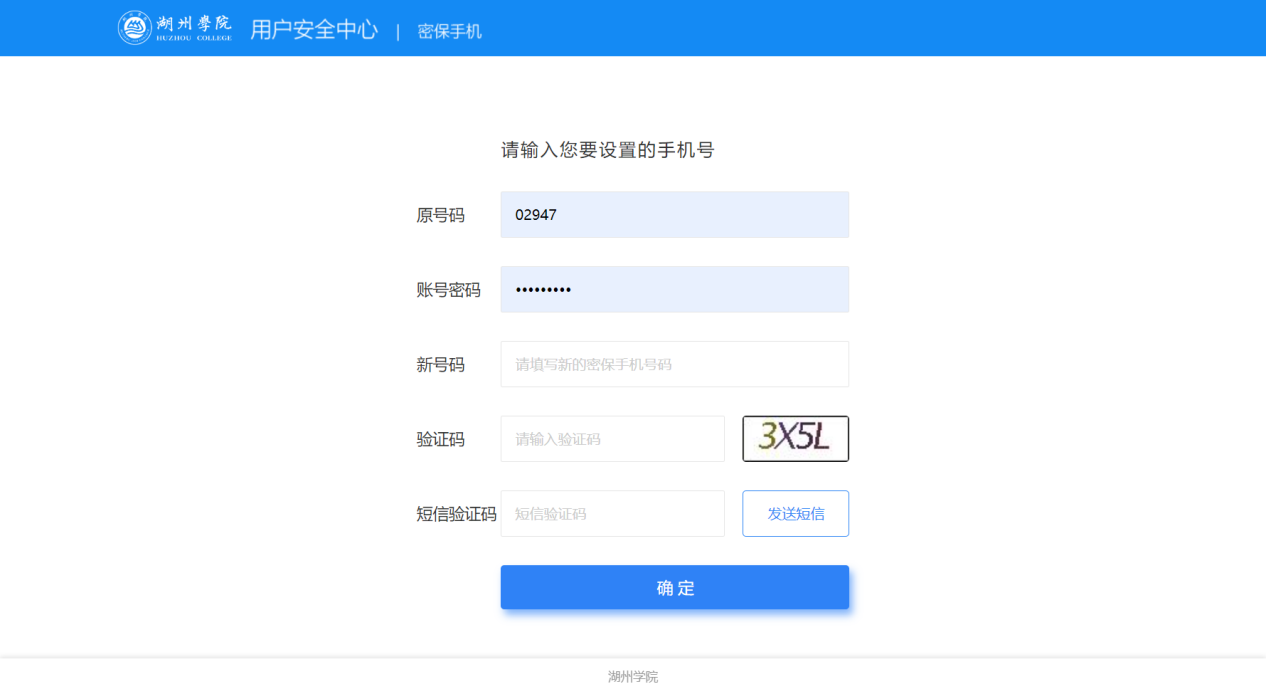 湖州學院
HUZHOU COLLEGE
用户安全中心 | 密保手机
请输入您要设置的手机号
原号码 02947
账号密码 •••••••••
新号码 请填写新的密保手机号码
验证码 请输入验证码 3X5L
短信验证码 短信验证码 发送短信
确 定
湖州学院